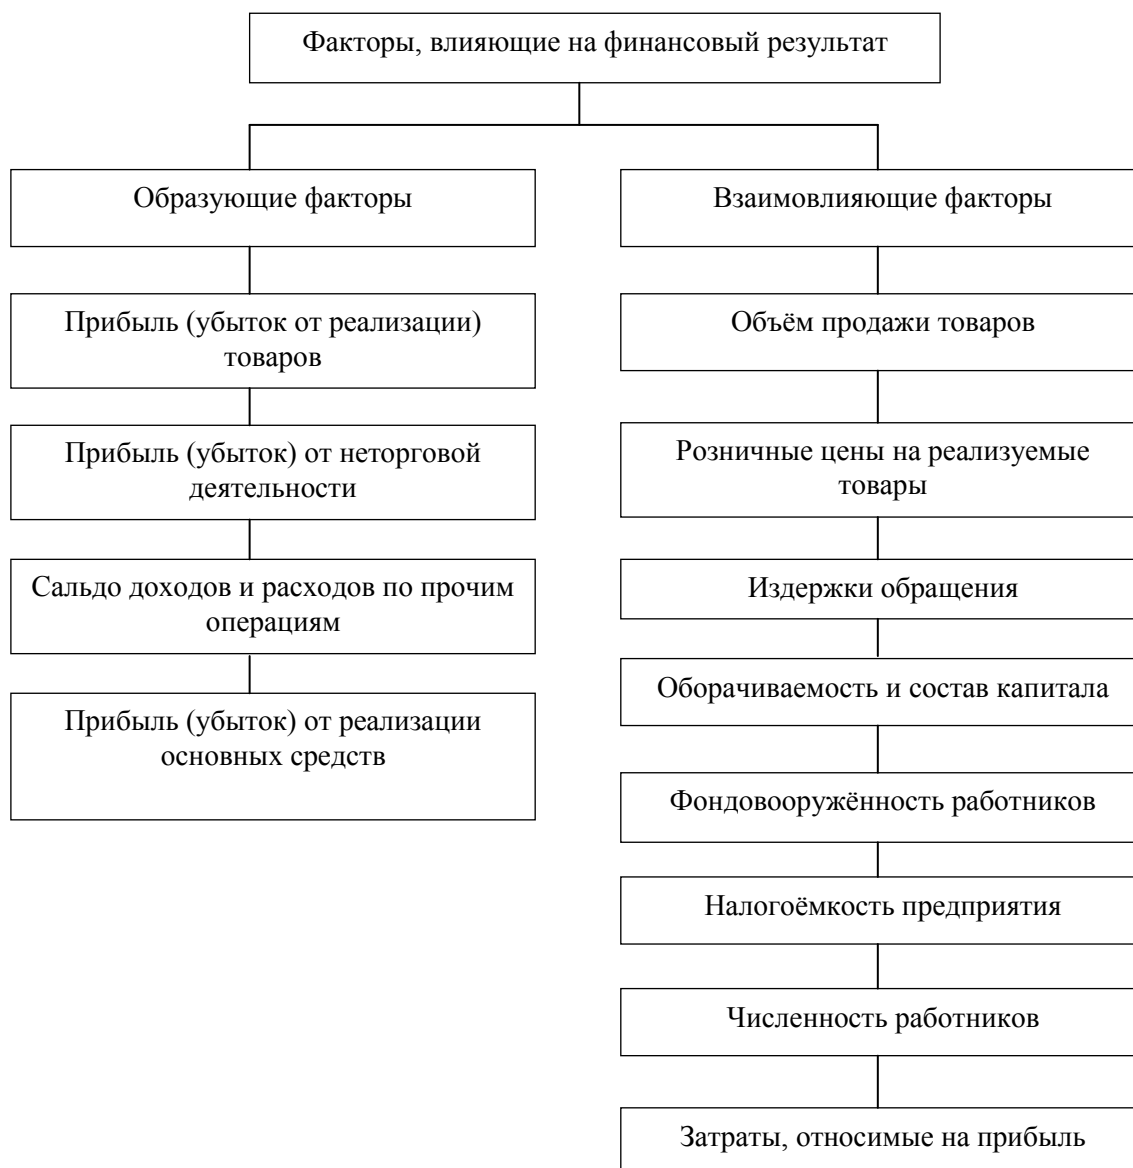 Факторы, влияющие на финансовый результат
Образующие факторы
Прибыль (убыток от реализации)
товаров
Прибыль (убыток) от неторговой
деятельности
Сальдо доходов и расходов по прочим
операциям
Прибыль (убыток) от реализации
основных средств
Взаимовлияющие факторы
Объём продажи товаров
Розничные цены на реализуемые
товары
Издержки обращения
Оборачиваемость и состав капитала
Фондовооружённость работников
Налогоёмкость предприятия
Численность работников
Затраты, относимые на прибыль